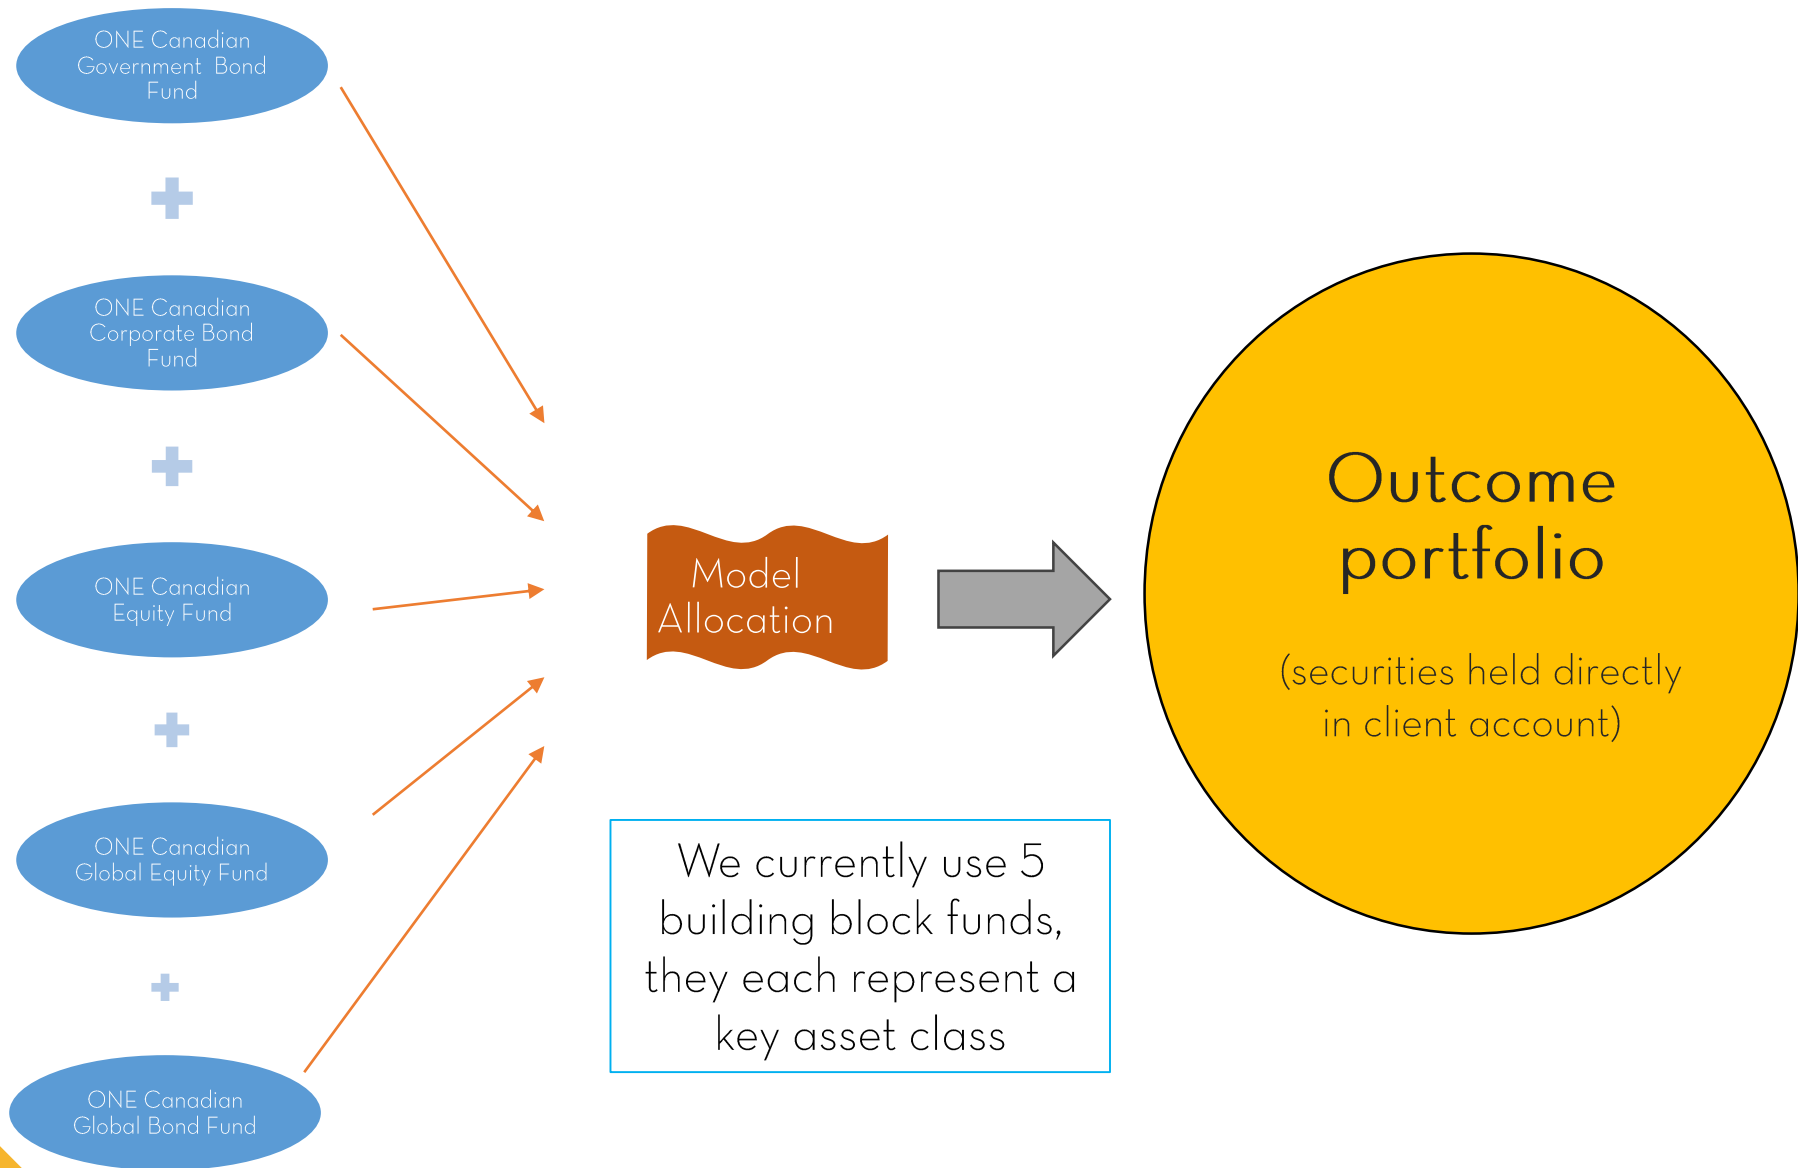 ONE Canadian
Government Bond
Fund
ONE Canadian
Corporate Bond
Fund
ONE Canadian
Equity Fund
ONE Canadian
Global Equity Fund
ONE Canadian
Global Bond Fund
Model
Allocation
We currently use 5
building block funds,
they each represent a
key asset class
Outcome
portfolio
(securities held directly
in client account)